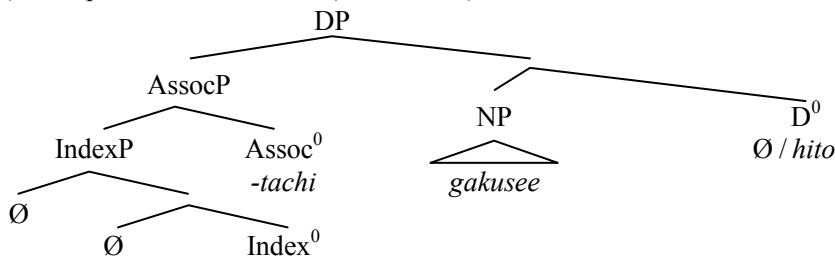 DP
AssocP
NP D⁰
IndexP Assoc⁰ Ø / hito
-tachi gakusee
Ø
Ø Index⁰